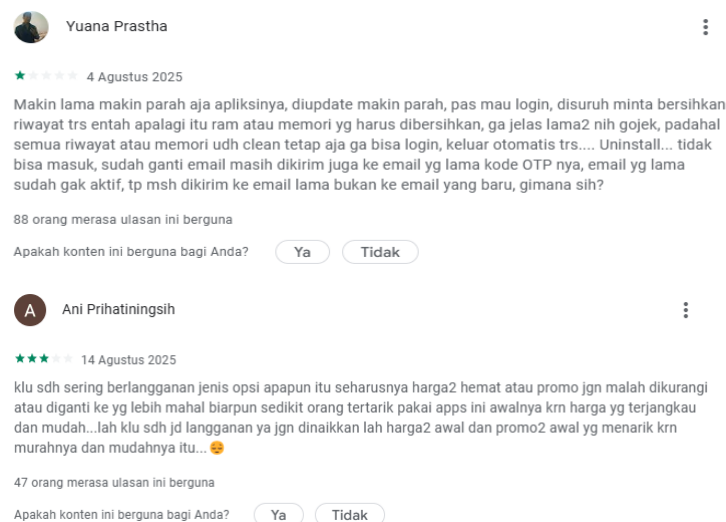 Yuana Prastha
4 Agustus 2025
Makin lama makin parah aja apliksinya, diupdate makin parah, pas mau login, disuruh minta bersihkan
riwayat trs entah apalagi itu ram atau memori yg harus dibersihkan, ga jelas lama2 nih gojek, padahal
semua riwayat atau memori udh clean tetap aja ga bisa login, keluar otomatis trs.... Uninstall... tidak
bisa masuk, sudah ganti email masih dikirim juga ke email yg lama kode OTP nya, email yg lama
sudah gak aktif, tp msh dikirim ke email lama bukan ke email yang baru, gimana sih?
88 orang merasa ulasan ini berguna
Apakah konten ini berguna bagi Anda? Ya Tidak
A Ani Prihatiningsih
14 Agustus 2025
klu sdh sering berlangganan jenis opsi apapun itu seharusnya harga2 hemat atau promo jgn malah dikurangi
atau diganti ke yg lebih mahal biarpun sedikit orang tertarik pakai apps ini awalnya krn harga yg terjangkau
dan mudah...lah klu sdh jd langganan ya jgn dinaikkan lah harga2 awal dan promo2 awal yg menarik krn
murahnya dan mudahnya itu...😔
47 orang merasa ulasan ini berguna
Apakah konten ini berguna bagi Anda? Ya Tidak